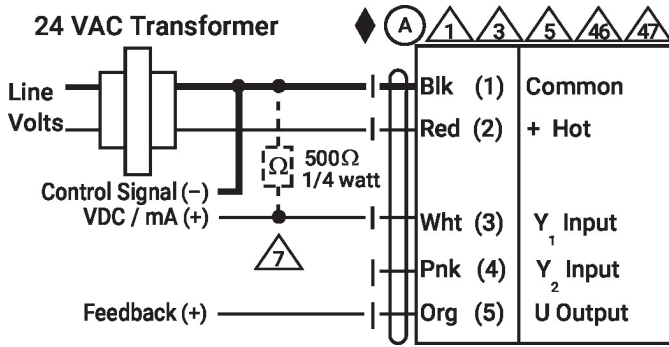 24 VAC Transformer
A 1 3 5 46 47
Line
Volts
Blk (1) Common
Red (2) + Hot
Ω 500Ω
1/4 watt
Control Signal (−)
VDC / mA (+)
Wht (3) Y1 Input
7
Pnk (4) Y2 Input
Feedback (+)
Org (5) U Output